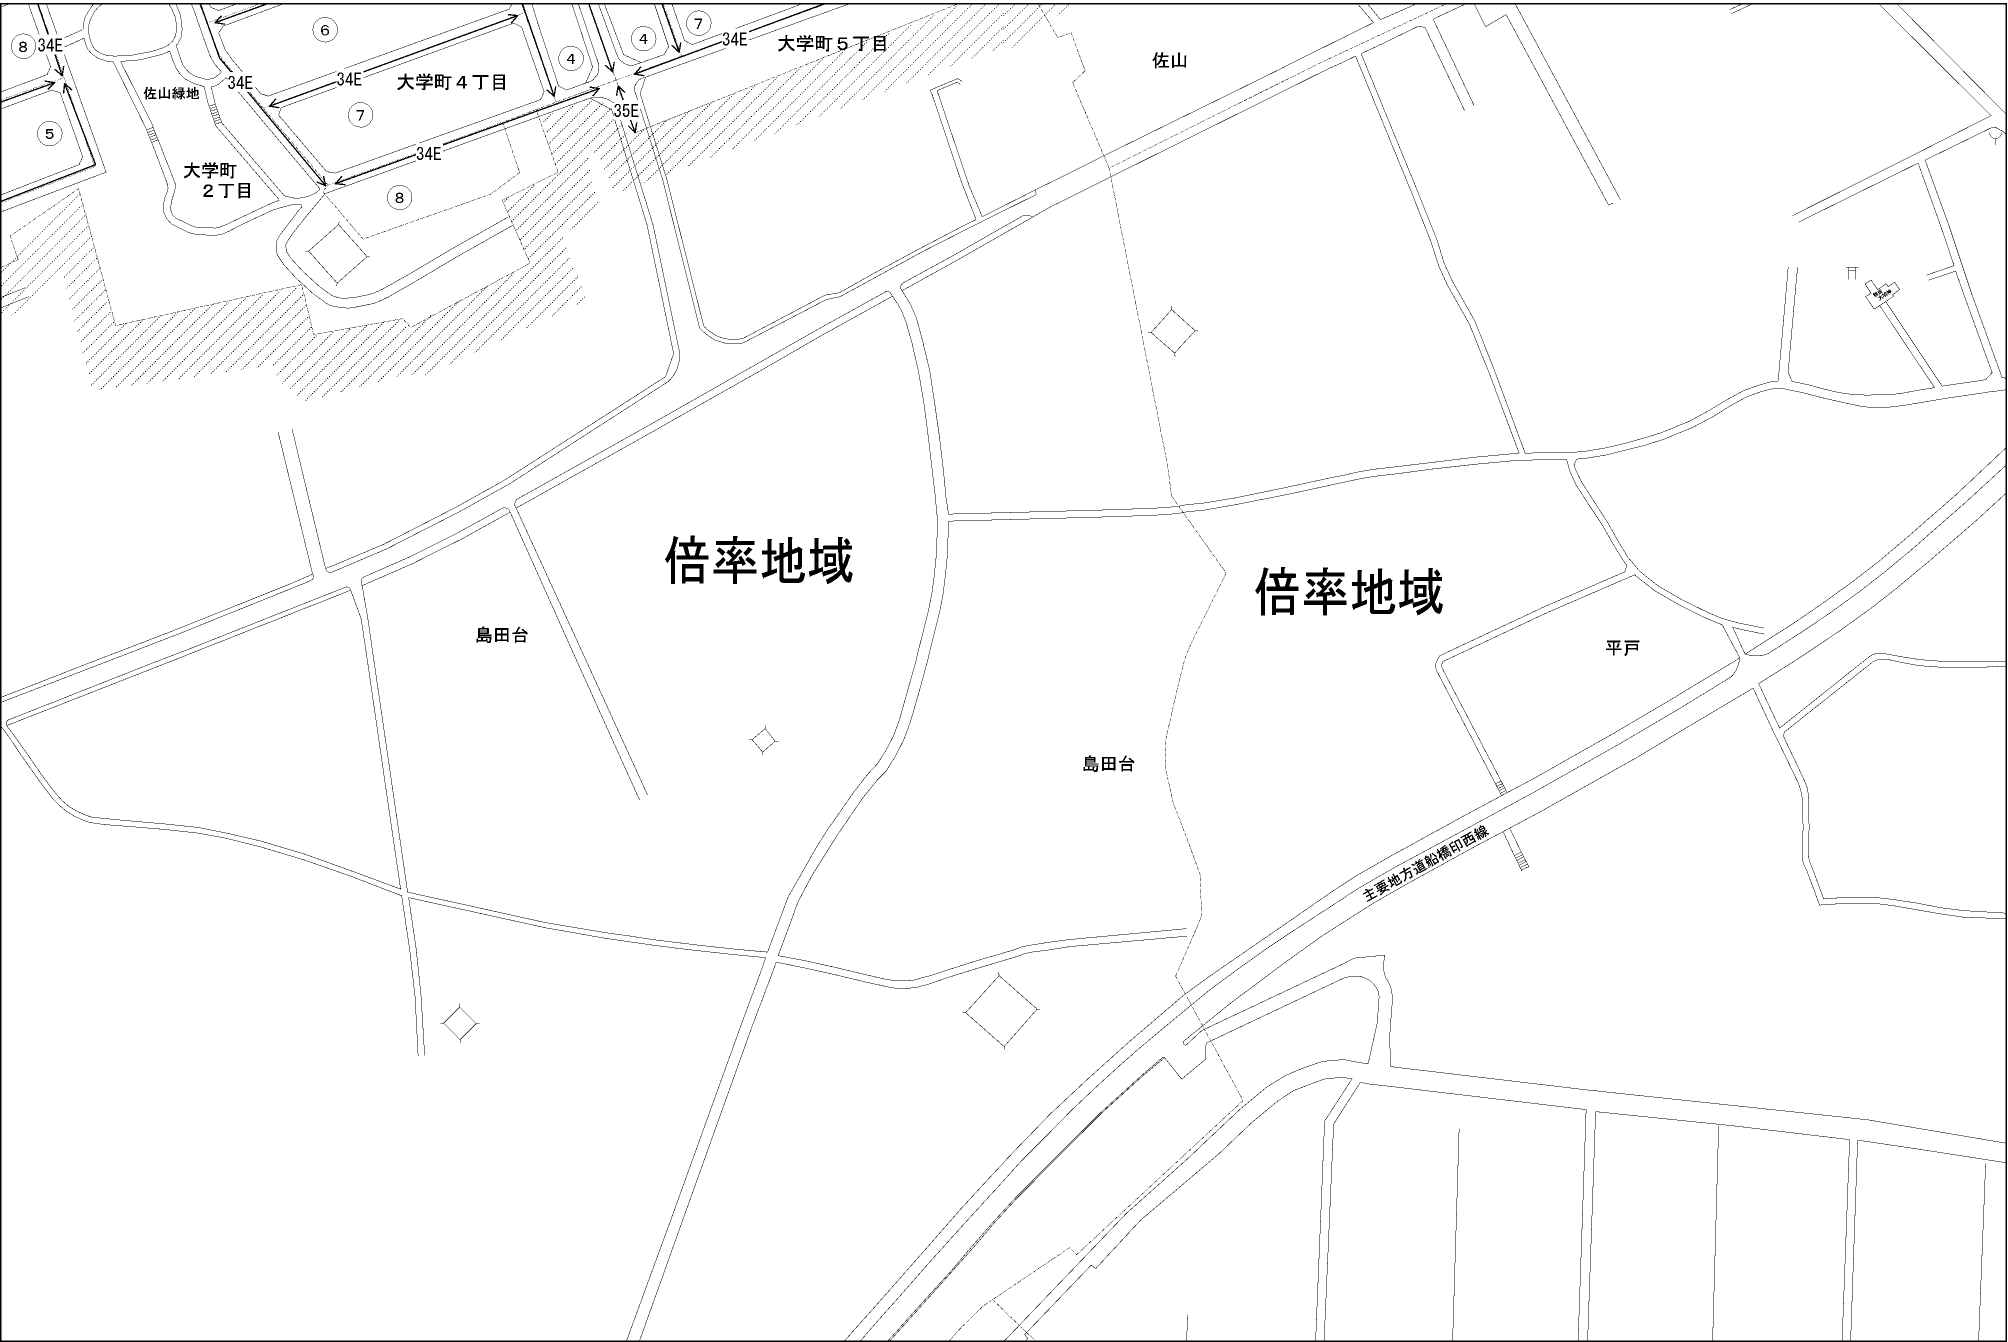 ⑧
34E
⑥
④
⑦
34E
大学町５丁目
佐山
34E
34E
大学町４丁目
④
佐山緑地
⑦
35E
⑤
34E
大学町
２丁目
⑧
倍率地域
倍率地域
島田台
平戸
島田台
主要地方道船橋印西線